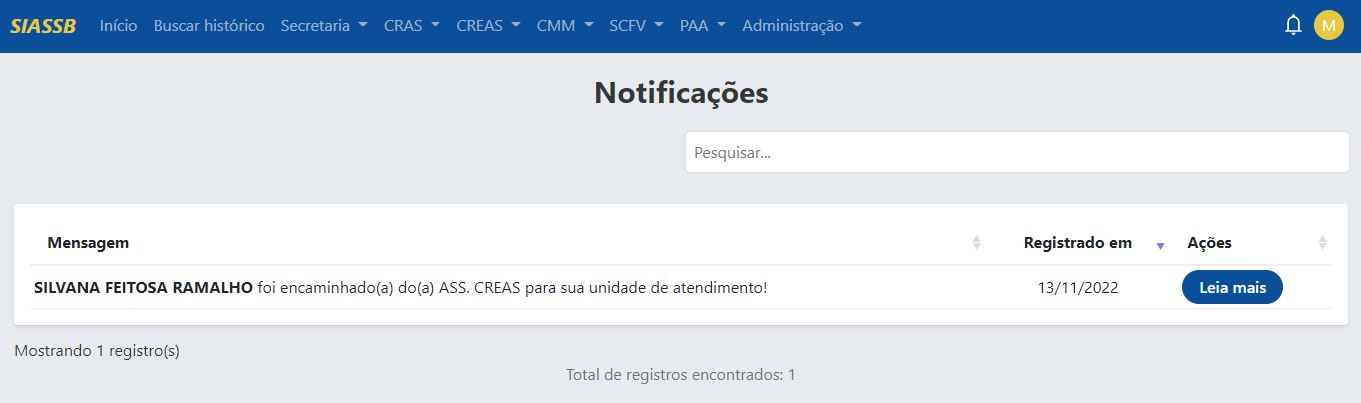 SIASSB Início Buscar histórico Secretaria CRAS CREAS CMM SCFV PAA Administração M
Notificações
Pesquisar...
Mensagem Registrado em Ações
SILVANA FEITOSA RAMALHO foi encaminhado(a) do(a) ASS. CREAS para sua unidade de atendimento! 13/11/2022 Leia mais
Mostrando 1 registro(s)
Total de registros encontrados: 1